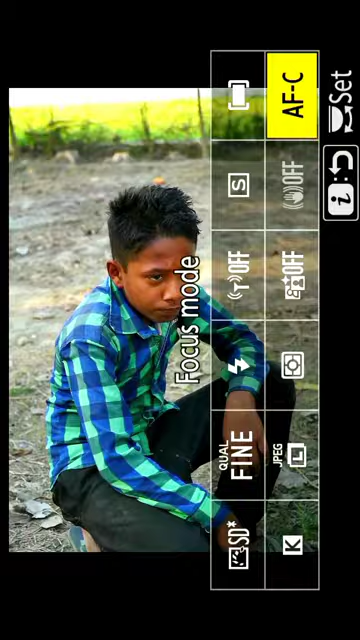 Focus mode
SD* QUAL FINE OFF S
K JPEG L OFF OFF AF-C
i Set